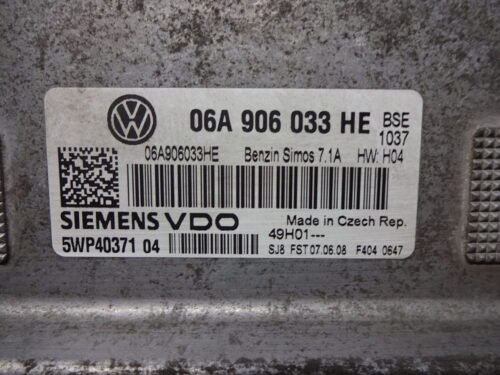 06A 906 033 HE BSE
1037
06A906033HE Benzin Simos 7.1A HW: H04
SIEMENS VDO Made in Czech Rep.
49H01---
5WP40371 04 SJ8 FST 07.06.08 F404 0647